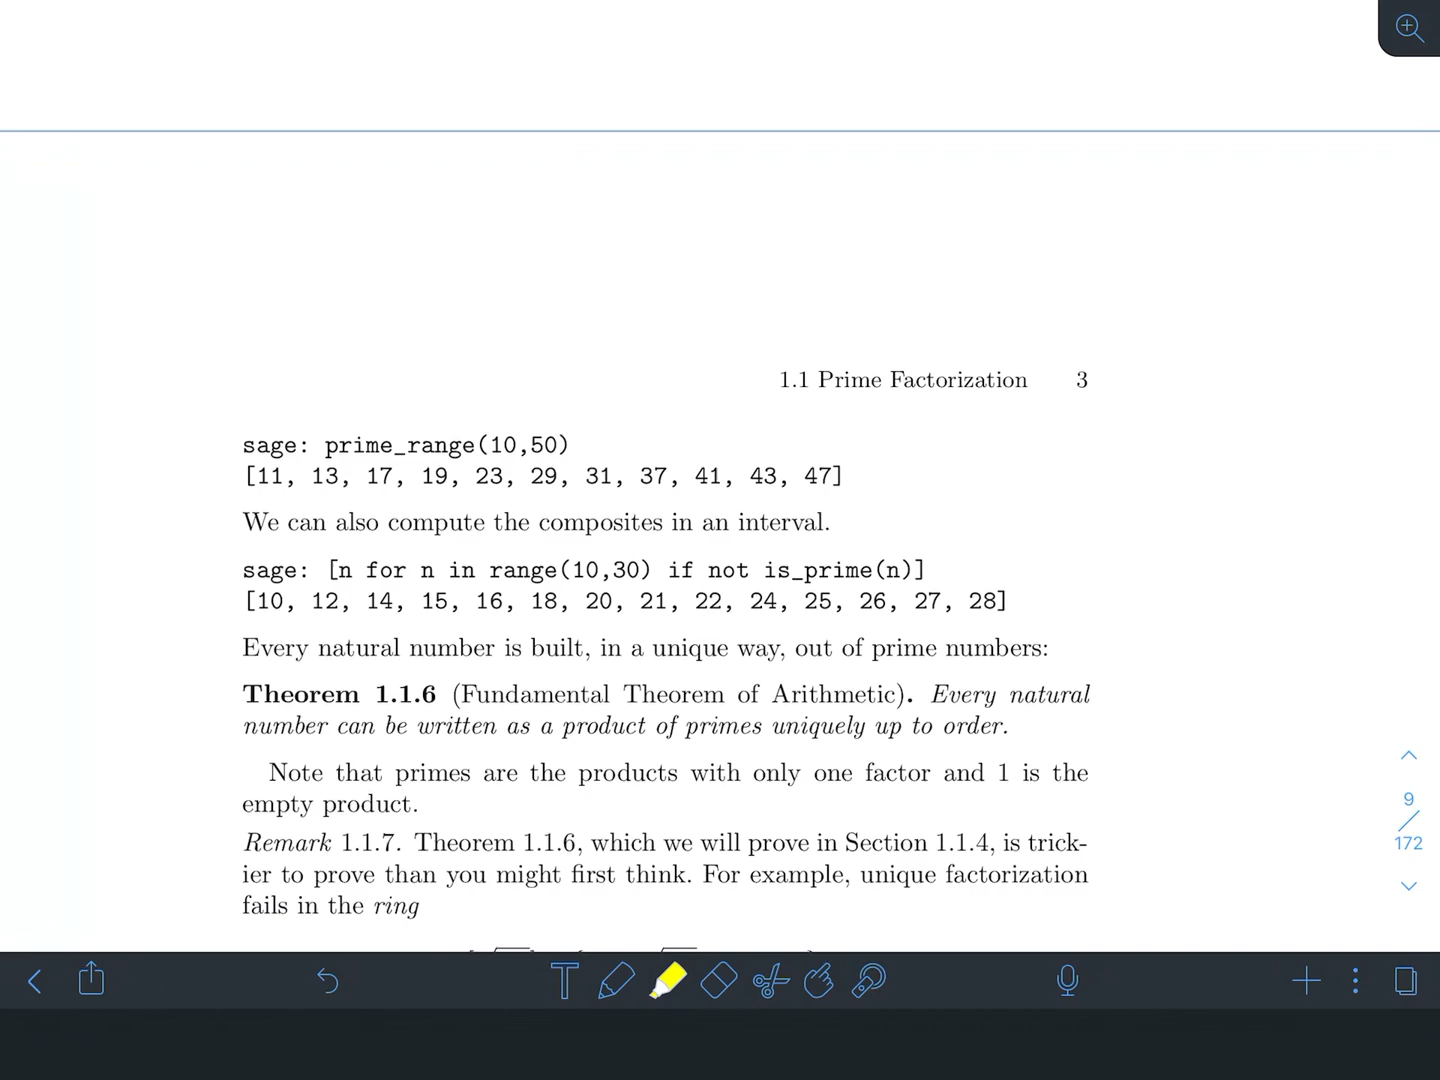 1.1 Prime Factorization 3
sage: prime_range(10,50)
[11, 13, 17, 19, 23, 29, 31, 37, 41, 43, 47]
We can also compute the composites in an interval.
sage: [n for n in range(10,30) if not is_prime(n)]
[10, 12, 14, 15, 16, 18, 20, 21, 22, 24, 25, 26, 27, 28]
Every natural number is built, in a unique way, out of prime numbers:
Theorem 1.1.6 (Fundamental Theorem of Arithmetic). Every natural
number can be written as a product of primes uniquely up to order.
Note that primes are the products with only one factor and 1 is the
empty product.
Remark 1.1.7. Theorem 1.1.6, which we will prove in Section 1.1.4, is trick-
ier to prove than you might first think. For example, unique factorization
fails in the ring
9
172